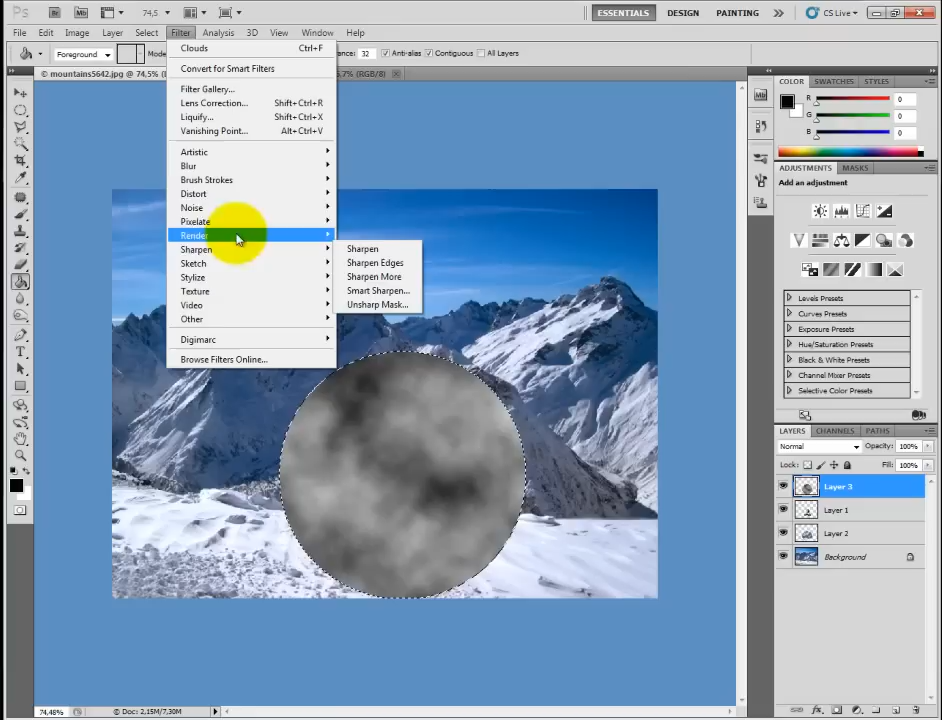 Ps Br Mb 74,5 ESSENTIALS DESIGN PAINTING CS Live
File Edit Image Layer Select Filter Analysis 3D View Window Help
Foreground Mode 32 Anti-alias Contiguous All Layers
© mountains5642.jpg @ 74,5% (RGB/8)
Clouds Ctrl+F
Convert for Smart Filters
Filter Gallery...
Lens Correction... Shift+Ctrl+R
Liquify... Shift+Ctrl+X
Vanishing Point... Alt+Ctrl+V
Artistic
Blur
Brush Strokes
Distort
Noise
Pixelate
Render
Sharpen
Sketch
Stylize
Texture
Video
Other
Digimarc
Browse Filters Online...
Sharpen
Sharpen Edges
Sharpen More
Smart Sharpen...
Unsharp Mask...
COLOR SWATCHES STYLES
R 0
G 0
B 0
ADJUSTMENTS MASKS
Add an adjustment
Levels Presets
Curves Presets
Exposure Presets
Hue/Saturation Presets
Black & White Presets
Channel Mixer Presets
Selective Color Presets
LAYERS CHANNELS PATHS
Normal Opacity: 100%
Lock: Fill: 100%
Layer 3
Layer 1
Layer 2
Background
74,48% Doc: 2,15M/7,30M